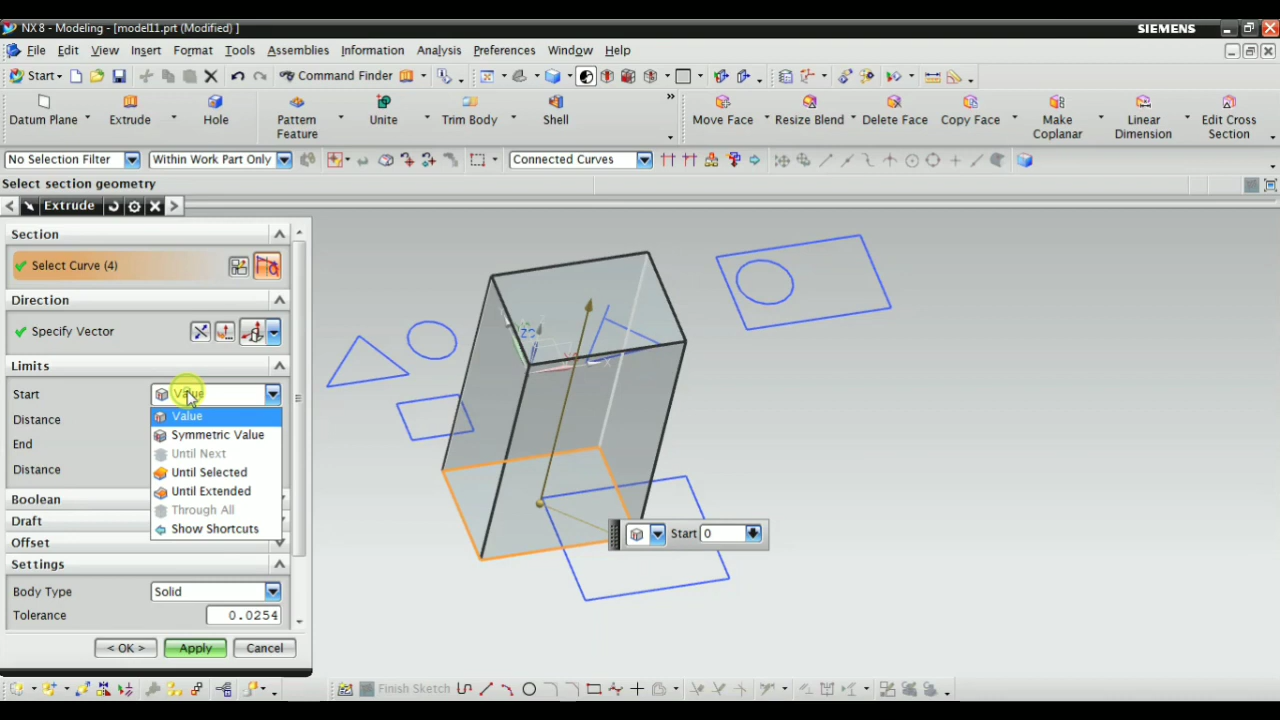 NX 8 - Modeling - [model11.prt (Modified) ]
SIEMENS
File Edit View Insert Format Tools Assemblies Information Analysis Preferences Window Help
Start Command Finder
Datum Plane Extrude Hole Pattern Feature Unite Trim Body Shell Move Face Resize Blend Delete Face Copy Face Make Coplanar Linear Dimension Edit Cross Section
No Selection Filter Within Work Part Only Connected Curves
Select section geometry
Extrude
Section
Select Curve (4)
Direction
Specify Vector
Limits
Start Value
Value
Distance
Symmetric Value
End
Until Next
Distance
Until Selected
Until Extended
Boolean
Through All
Draft
Show Shortcuts
Offset
Start 0
Settings
Body Type Solid
Tolerance 0.0254
< OK > Apply Cancel
Finish Sketch